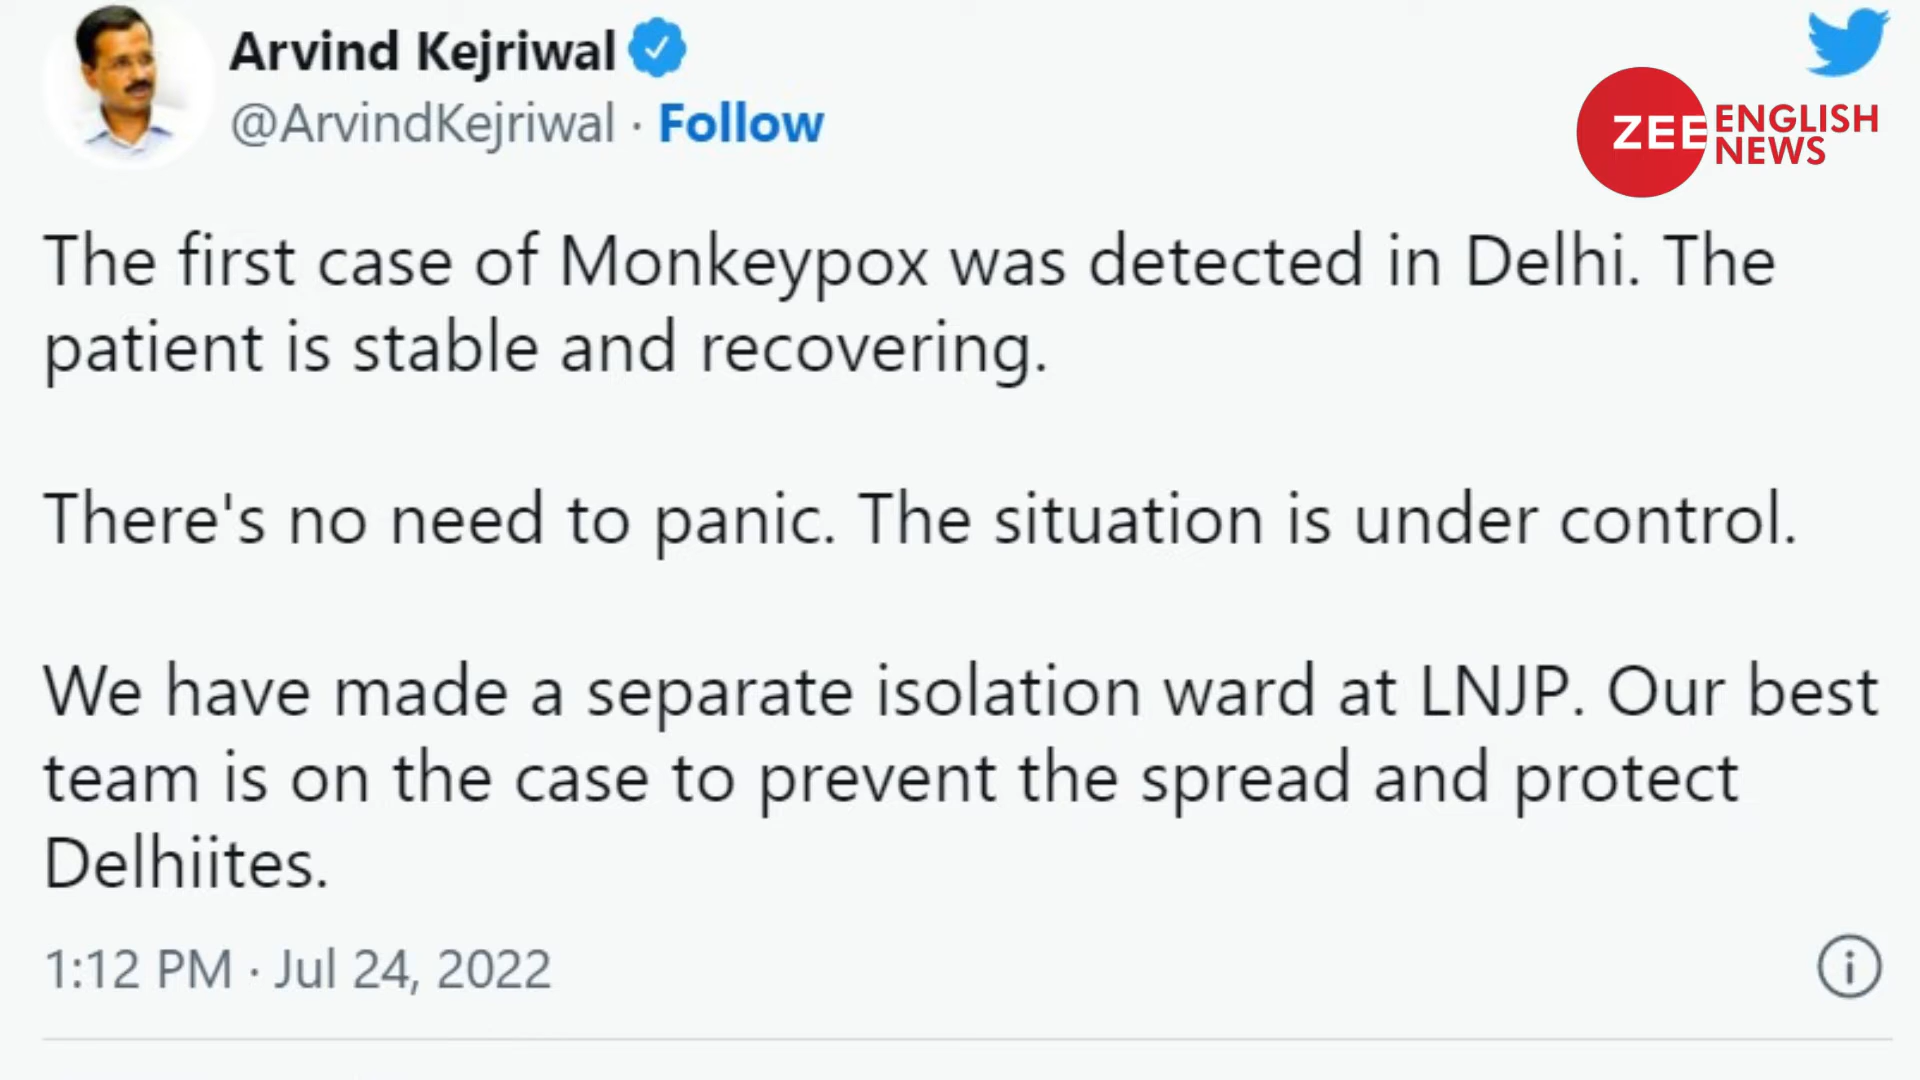 Arvind Kejriwal
@ArvindKejriwal · Follow
ZEE ENGLISH NEWS
The first case of Monkeypox was detected in Delhi. The
patient is stable and recovering.
There's no need to panic. The situation is under control.
We have made a separate isolation ward at LNJP. Our best
team is on the case to prevent the spread and protect
Delhiites.
1:12 PM · Jul 24, 2022